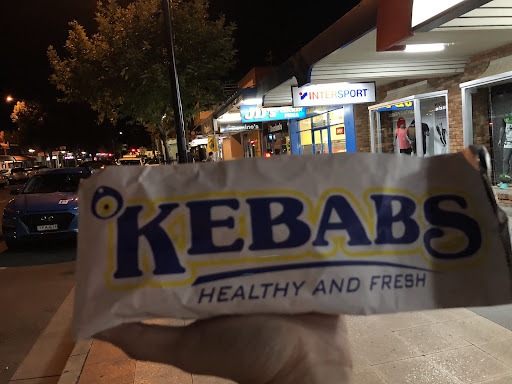 INTERSPORT
KEBABS
HEALTHY AND FRESH